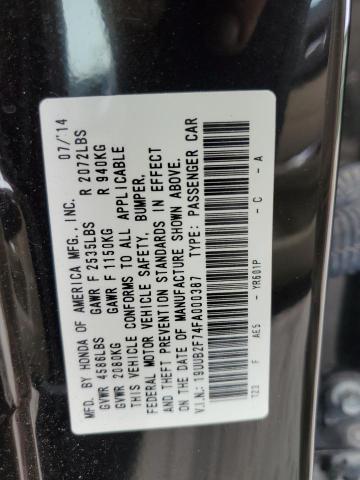 MFD. BY HONDA OF AMERICA MFG., INC. 07/'14
GVWR 4586LBS GAWR F 2535LBS R 2072LBS
GVWR 2080KG GAWR F 1150KG R 940KG
THIS VEHICLE CONFORMS TO ALL APPLICABLE
FEDERAL MOTOR VEHICLE SAFETY, BUMPER,
AND THEFT PREVENTION STANDARDS IN EFFECT
ON THE DATE OF MANUFACTURE SHOWN ABOVE.
V.I.N.: 19UUB2F74FA000387 TYPE: PASSENGER CAR
TZ3 F AE5 - YR601P - C - A